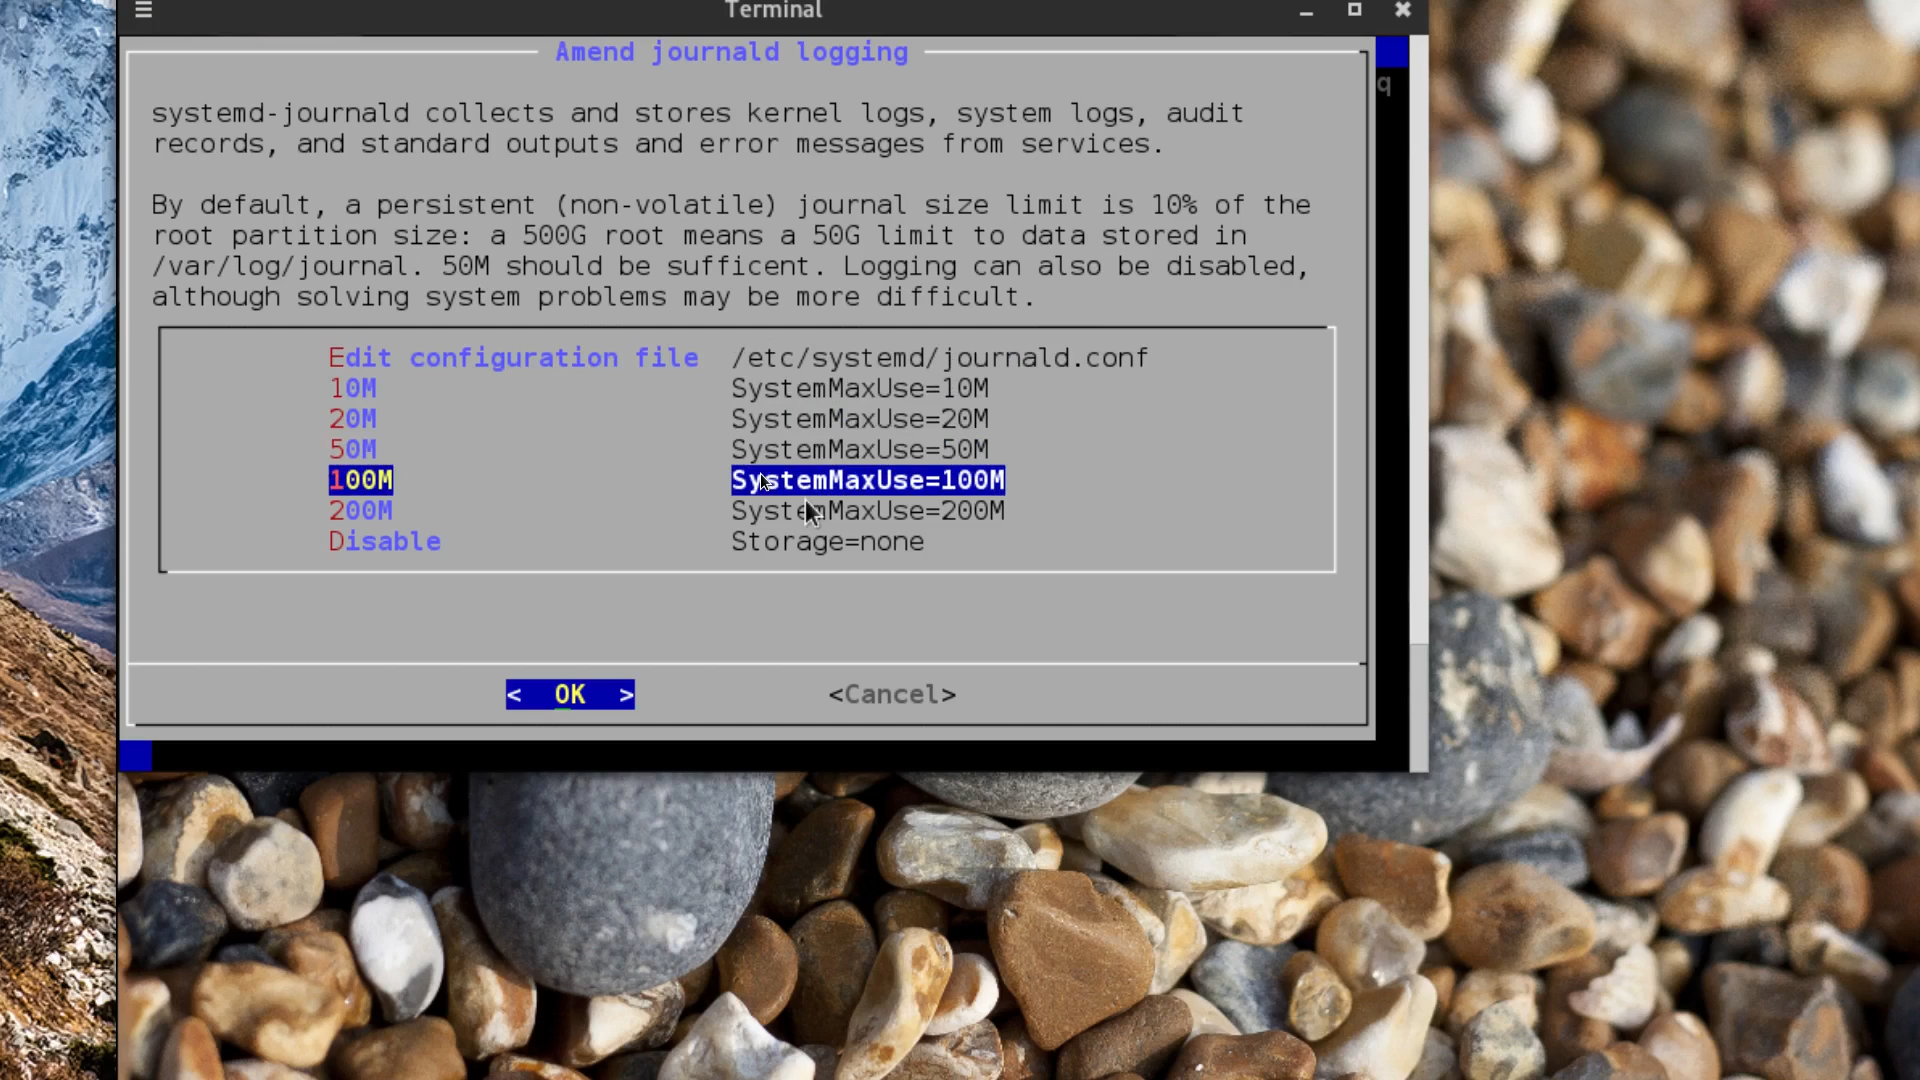 Terminal
Amend journald logging
q
systemd-journald collects and stores kernel logs, system logs, audit
records, and standard outputs and error messages from services.
By default, a persistent (non-volatile) journal size limit is 10% of the
root partition size: a 500G root means a 50G limit to data stored in
/var/log/journal. 50M should be sufficent. Logging can also be disabled,
although solving system problems may be more difficult.
Edit configuration file /etc/systemd/journald.conf
10M SystemMaxUse=10M
20M SystemMaxUse=20M
50M SystemMaxUse=50M
100M SystemMaxUse=100M
200M SystemMaxUse=200M
Disable Storage=none
< OK > <Cancel>